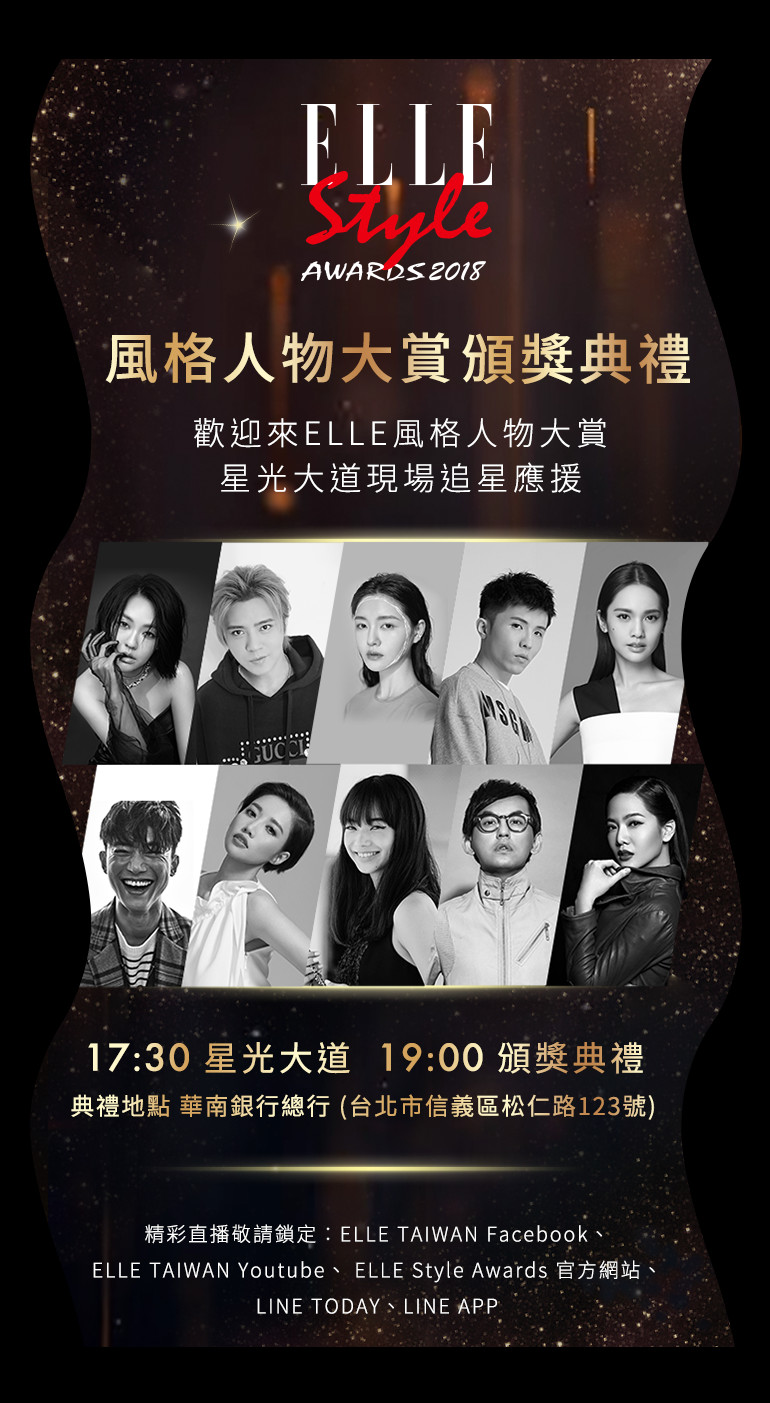 ELLE
Style
AWARDS 2018
風格人物大賞 頒獎典禮
歡迎來ELLE風格人物大賞
星光大道現場追星應援
GUCCI
MSGM
17:30 星光大道 19:00 頒獎典禮
典禮地點 華南銀行總行 (台北市信義區松仁路123號)
精彩直播敬請鎖定：ELLE TAIWAN Facebook、
ELLE TAIWAN Youtube、 ELLE Style Awards 官方網站、
LINE TODAY、LINE APP